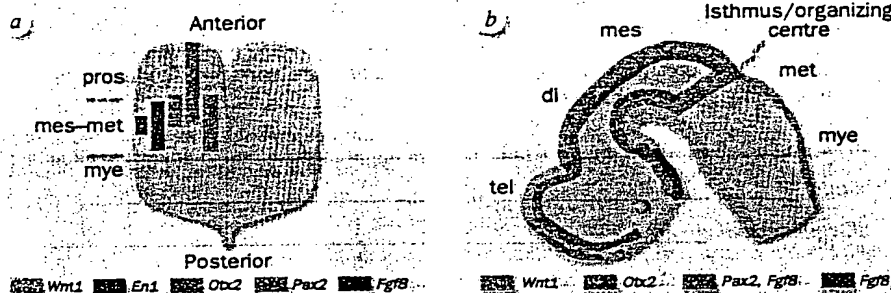 a
Anterior
pros
mes–met
mye
Posterior
Wnt1 En1 Otx2 Pax2 Fgf8
b
Isthmus/organizing
centre
mes
met
di
mye
tel
Wnt1 Otx2 Pax2, Fgf8 Fgf8